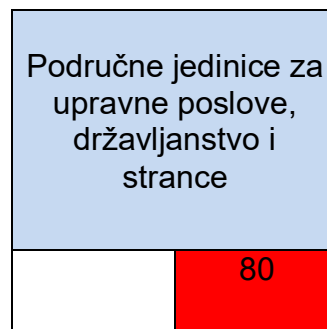 Područne jedinice za
upravne poslove,
državljanstvo i
strance
80